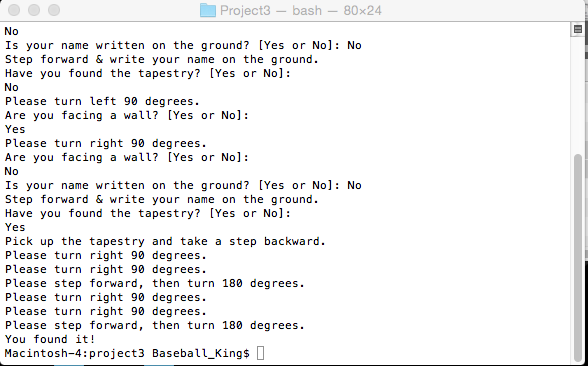 Project3 — bash — 80×24
No
Is your name written on the ground? [Yes or No]: No
Step forward & write your name on the ground.
Have you found the tapestry? [Yes or No]:
No
Please turn left 90 degrees.
Are you facing a wall? [Yes or No]:
Yes
Please turn right 90 degrees.
Are you facing a wall? [Yes or No]:
No
Is your name written on the ground? [Yes or No]: No
Step forward & write your name on the ground.
Have you found the tapestry? [Yes or No]:
Yes
Pick up the tapestry and take a step backward.
Please turn right 90 degrees.
Please turn right 90 degrees.
Please step forward, then turn 180 degrees.
Please turn right 90 degrees.
Please turn right 90 degrees.
Please step forward, then turn 180 degrees.
You found it!
Macintosh-4:project3 Baseball_King$